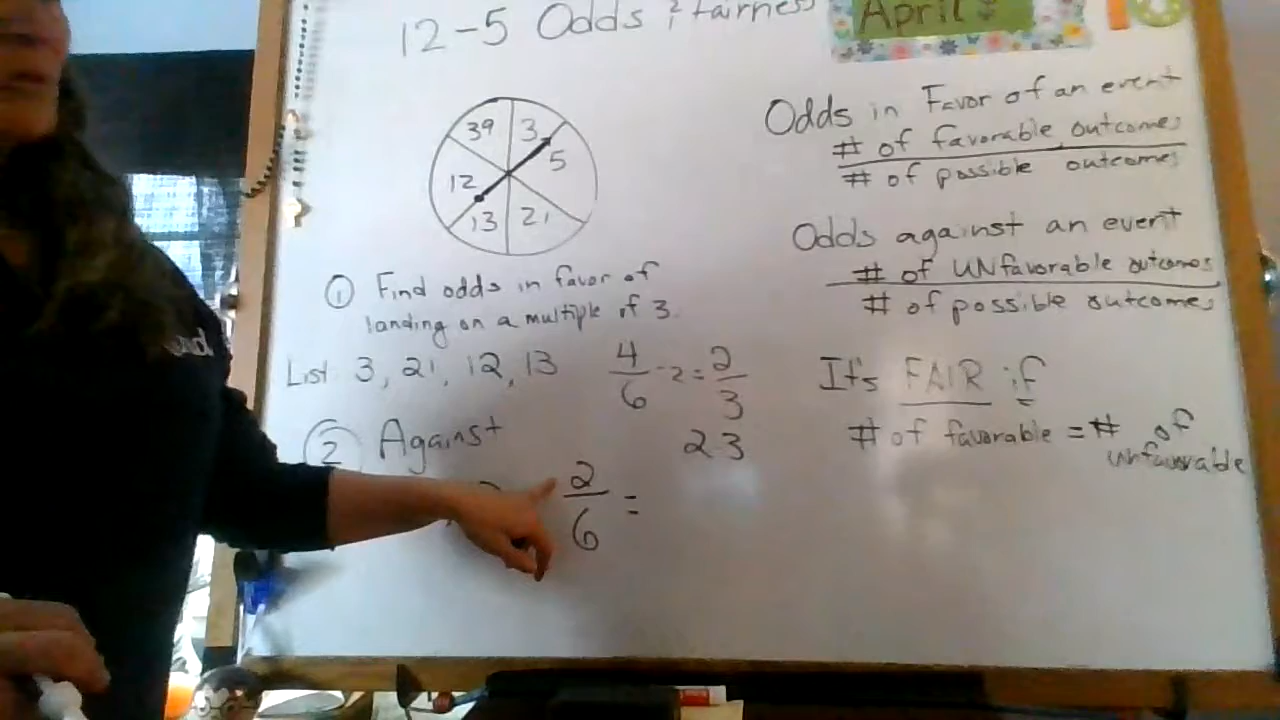 12-5 Odds & fairness
April
39 3
12 5
13 21
Odds in Favor of an event
# of favorable outcomes
# of possible outcomes
Odds against an event
# of UNfavorable outcomes
# of possible outcomes
① Find odds in favor of
landing on a multiple of 3.
List 3, 21, 12, 13
4/6 ÷2 = 2/3
2 3
It's FAIR if
# of favorable = # of
unfavorable
② Against
2/6 =